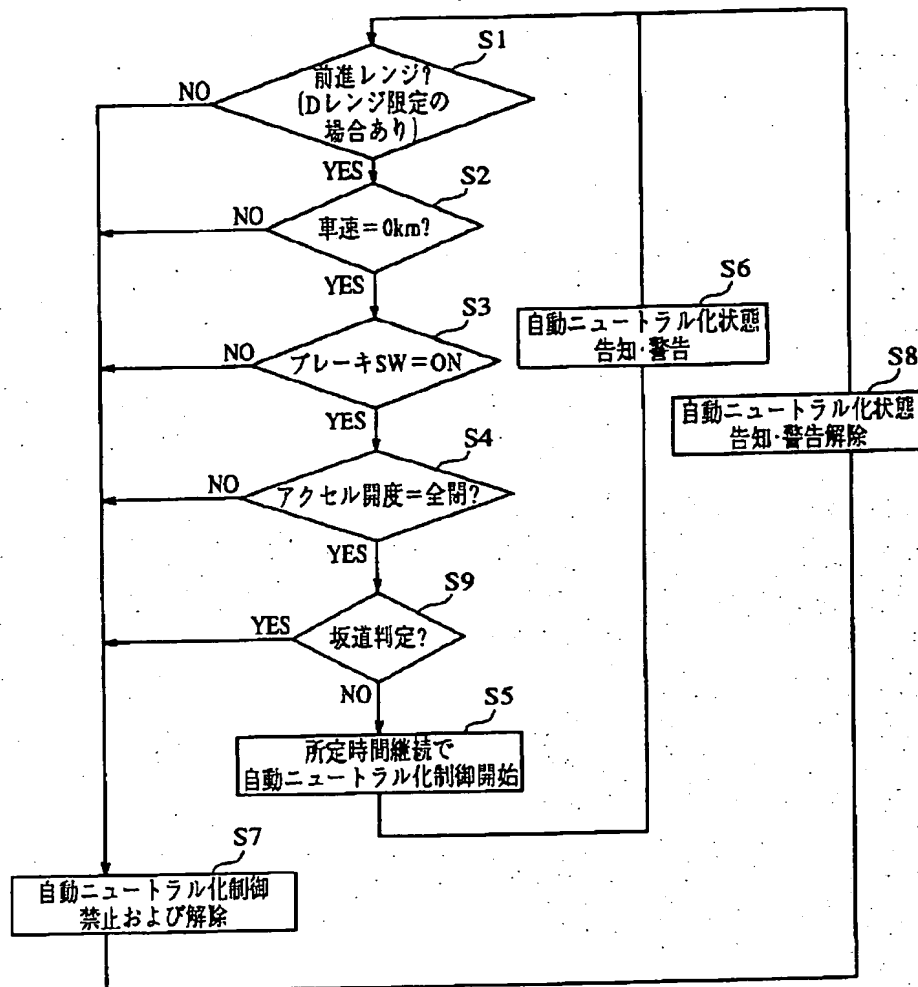 S1
前進レンジ?
(Dレンジ限定の
場合あり)
NO
YES
S2
車速=0km?
NO
YES
S3
ブレーキSW=ON
NO
YES
S4
アクセル開度=全閉?
NO
YES
S9
坂道判定?
YES
NO
S5
所定時間継続で
自動ニュートラル化制御開始
S6
自動ニュートラル化状態
告知·警告
S8
自動ニュートラル化状態
告知·警告解除
S7
自動ニュートラル化制御
禁止および解除